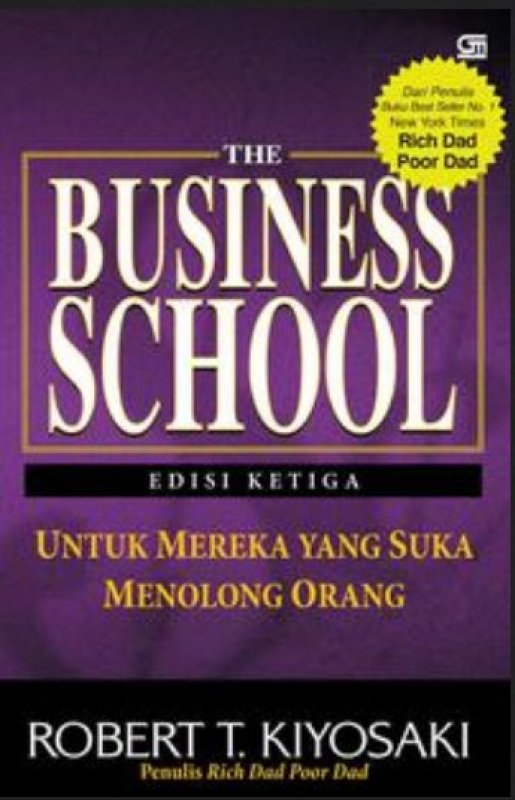 Dari Penulis
Buku Best Seller No. 1
New York Times
Rich Dad
Poor Dad
THE
BUSINESS
SCHOOL
EDISI KETIGA
UNTUK MEREKA YANG SUKA
MENOLONG ORANG
ROBERT T. KIYOSAKI
Penulis Rich Dad Poor Dad